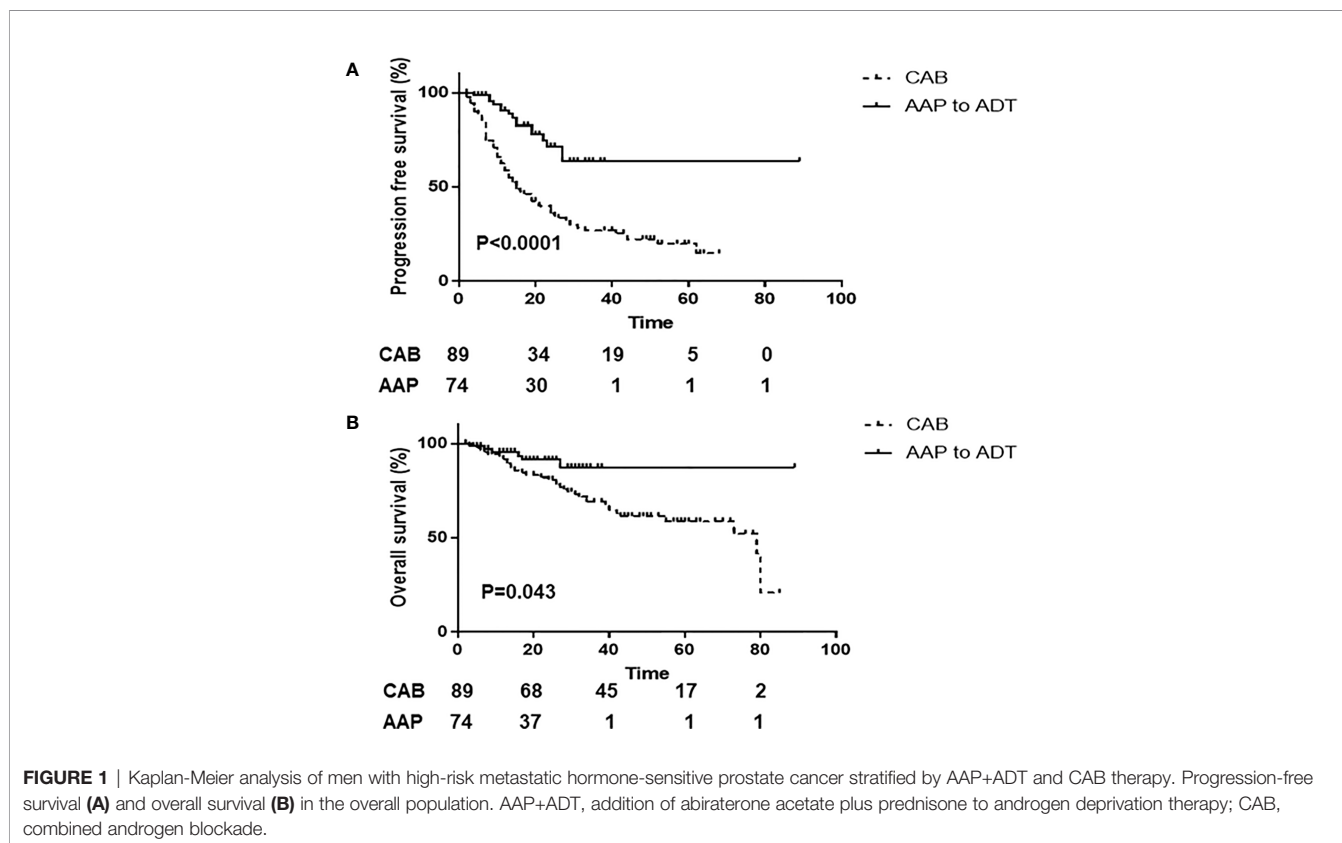 A
Progression free survival (%)
100
50
0
P<0.0001
0 20 40 60 80 100
Time
CAB
AAP to ADT
CAB 89 34 19 5 0
AAP 74 30 1 1 1
B
Overall survival (%)
100
50
0
P=0.043
0 20 40 60 80 100
Time
CAB
AAP to ADT
CAB 89 68 45 17 2
AAP 74 37 1 1 1
FIGURE 1 | Kaplan-Meier analysis of men with high-risk metastatic hormone-sensitive prostate cancer stratified by AAP+ADT and CAB therapy. Progression-free
survival (A) and overall survival (B) in the overall population. AAP+ADT, addition of abiraterone acetate plus prednisone to androgen deprivation therapy; CAB,
combined androgen blockade.